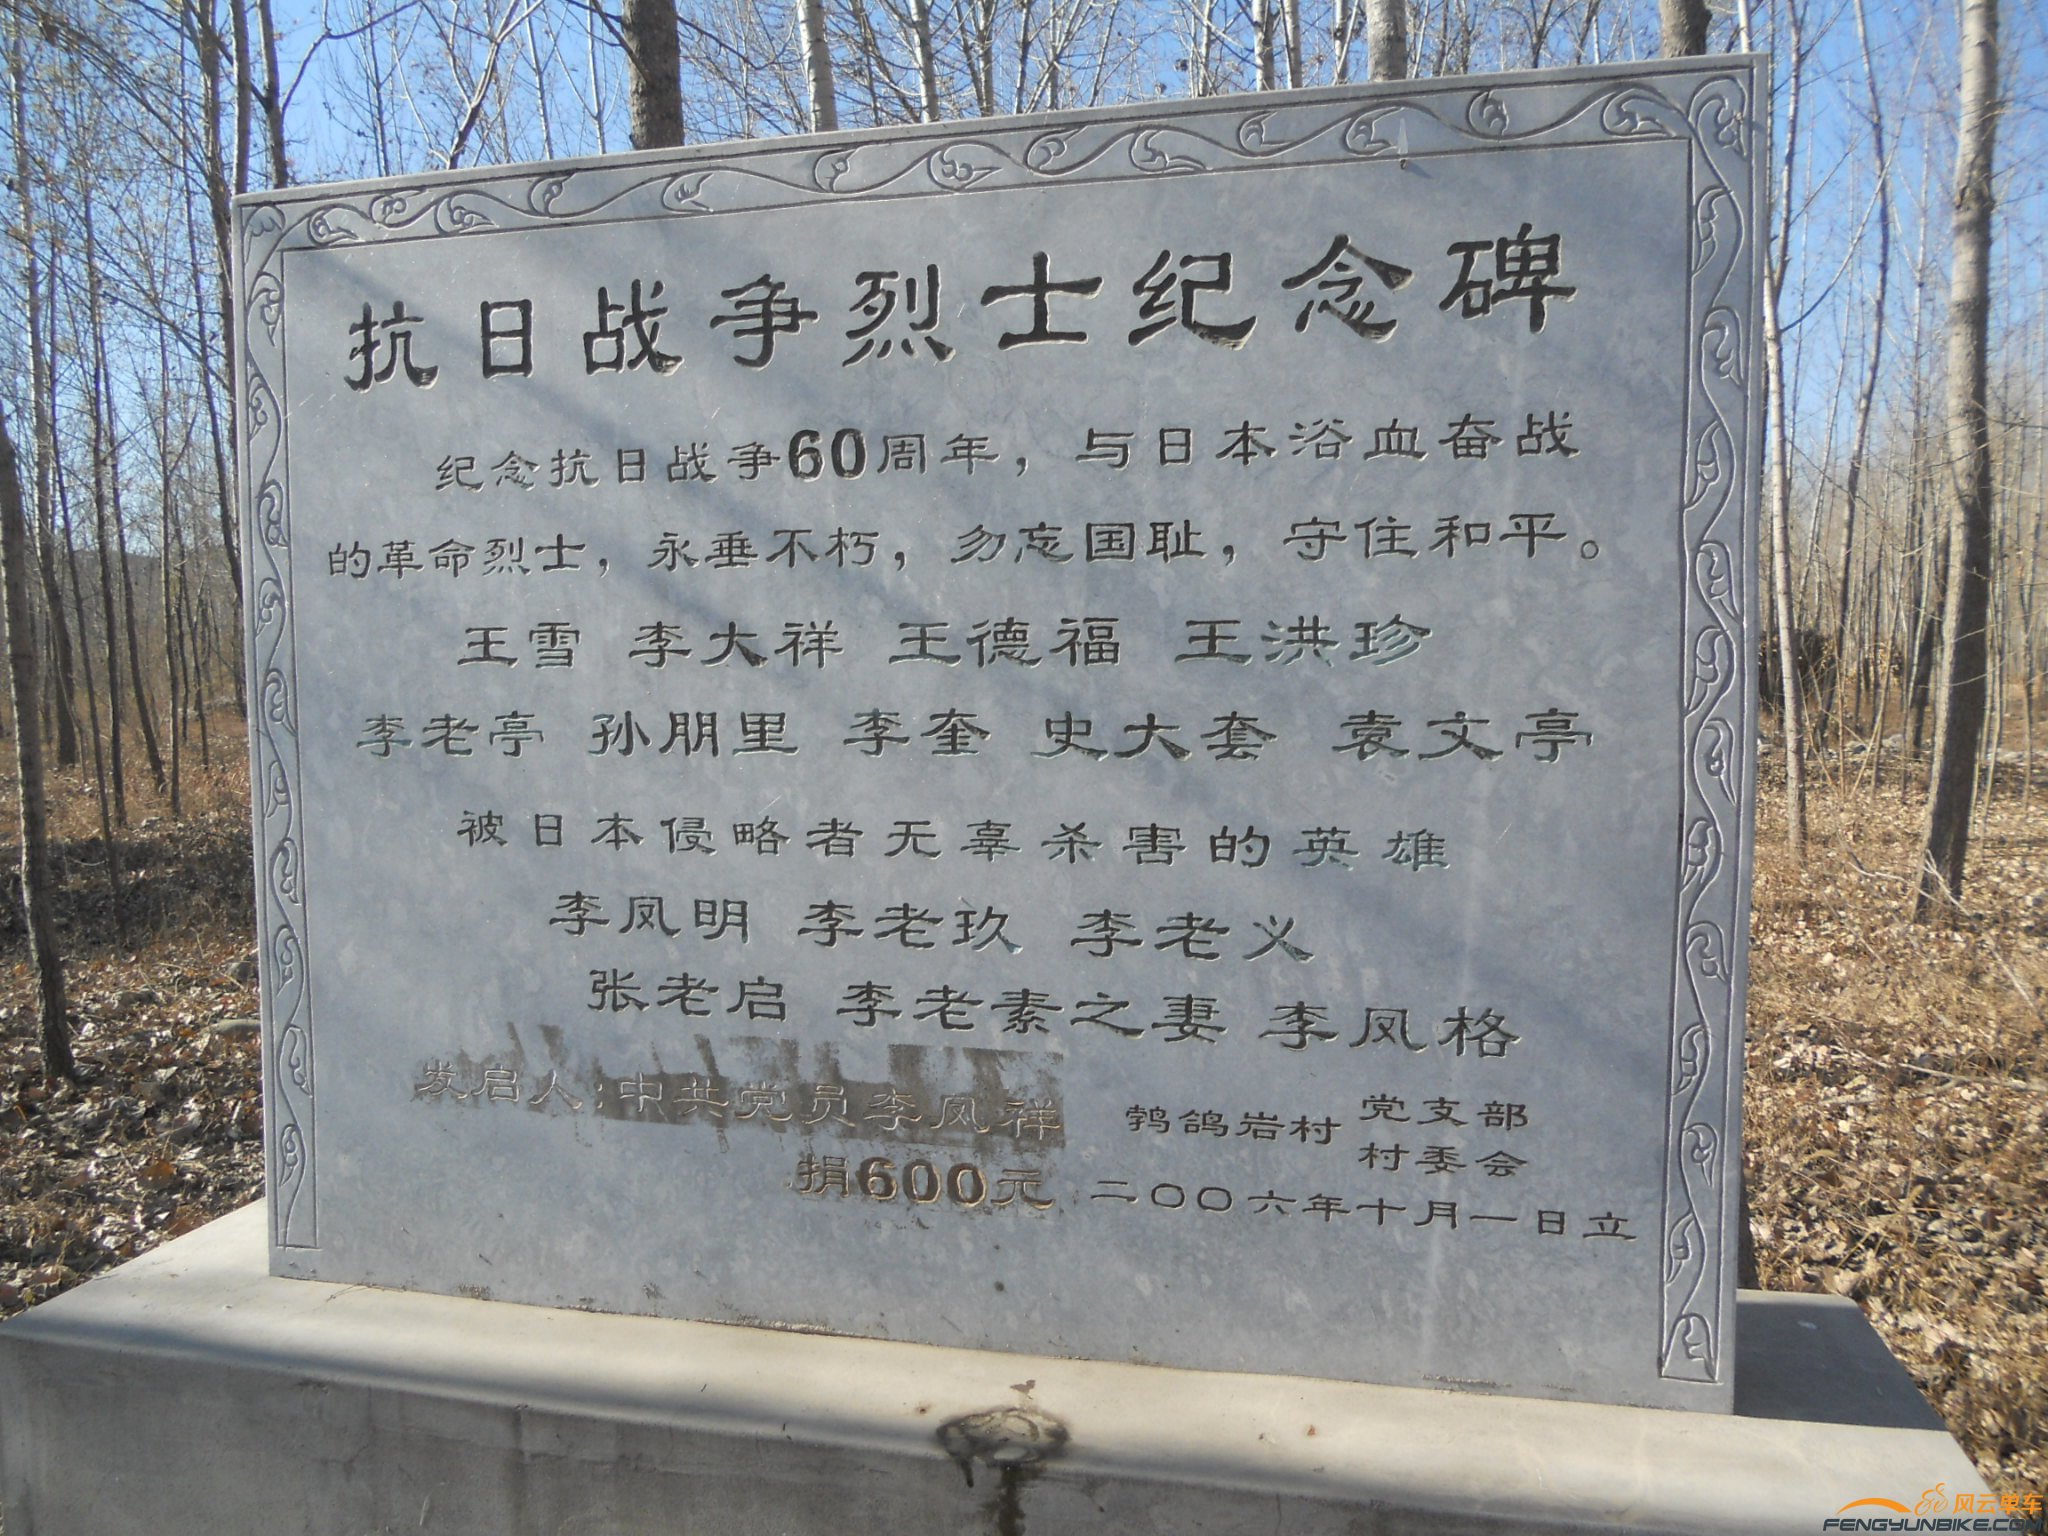 抗日战争烈士纪念碑
纪念抗日战争60周年，与日本浴血奋战
的革命烈士，永垂不朽，勿忘国耻，守住和平。
王雪 李大祥 王德福 王洪珍
李老亭 孙朋里 李奎 史大套 袁文亭
被日本侵略者无辜杀害的英雄
李凤明 李老玖 李老义
张老启 李老素之妻 李凤格
发启人：中共党员李凤祥
捐600元
鹁鸽岩村 党支部
村委会
二〇〇六年十月一日立
风云单车
FENGYUNBIKE.COM